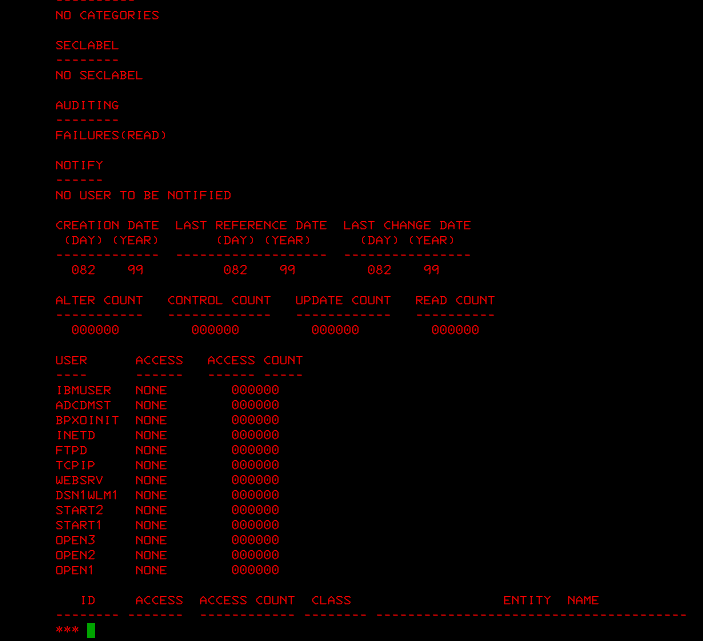 ----------
NO CATEGORIES
SECLABEL
--------
NO SECLABEL
AUDITING
--------
FAILURES(READ)
NOTIFY
------
NO USER TO BE NOTIFIED
CREATION DATE  LAST REFERENCE DATE  LAST CHANGE DATE
 (DAY) (YEAR)       (DAY) (YEAR)      (DAY) (YEAR)
-------------  -------------------  ----------------
  082    99         082    99         082    99
ALTER COUNT   CONTROL COUNT   UPDATE COUNT   READ COUNT
-----------   -------------   ------------   ----------
  000000         000000         000000         000000
USER      ACCESS   ACCESS COUNT
----      ------   ------ -----
IBMUSER   NONE        000000
ADCDMST   NONE        000000
BPXOINIT  NONE        000000
INETD     NONE        000000
FTPD      NONE        000000
TCPIP     NONE        000000
WEBSRV    NONE        000000
DSN1WLM1  NONE        000000
START2    NONE        000000
START1    NONE        000000
OPEN3     NONE        000000
OPEN2     NONE        000000
OPEN1     NONE        000000
   ID     ACCESS  ACCESS COUNT  CLASS                   ENTITY  NAME
-------- -------  ------------ -------- ---------------------------------------
***